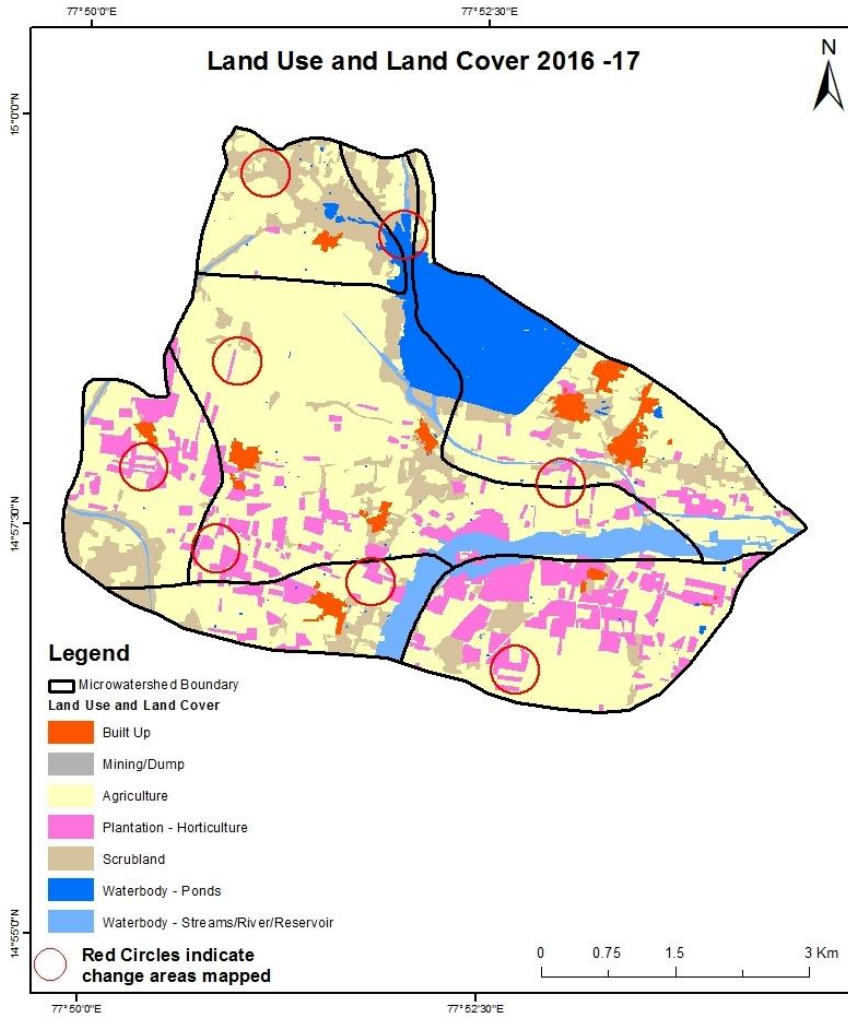 77°50'0"E 77°52'30"E
Land Use and Land Cover 2016 -17
N
15°0'0"N
14°57'30"N
14°55'0"N
Legend
Microwatershed Boundary
Land Use and Land Cover
Built Up
Mining/Dump
Agriculture
Plantation - Horticulture
Scrubland
Waterbody - Ponds
Waterbody - Streams/River/Reservoir
Red Circles indicate
change areas mapped
0 0.75 1.5 3 Km
77°50'0"E 77°52'30"E